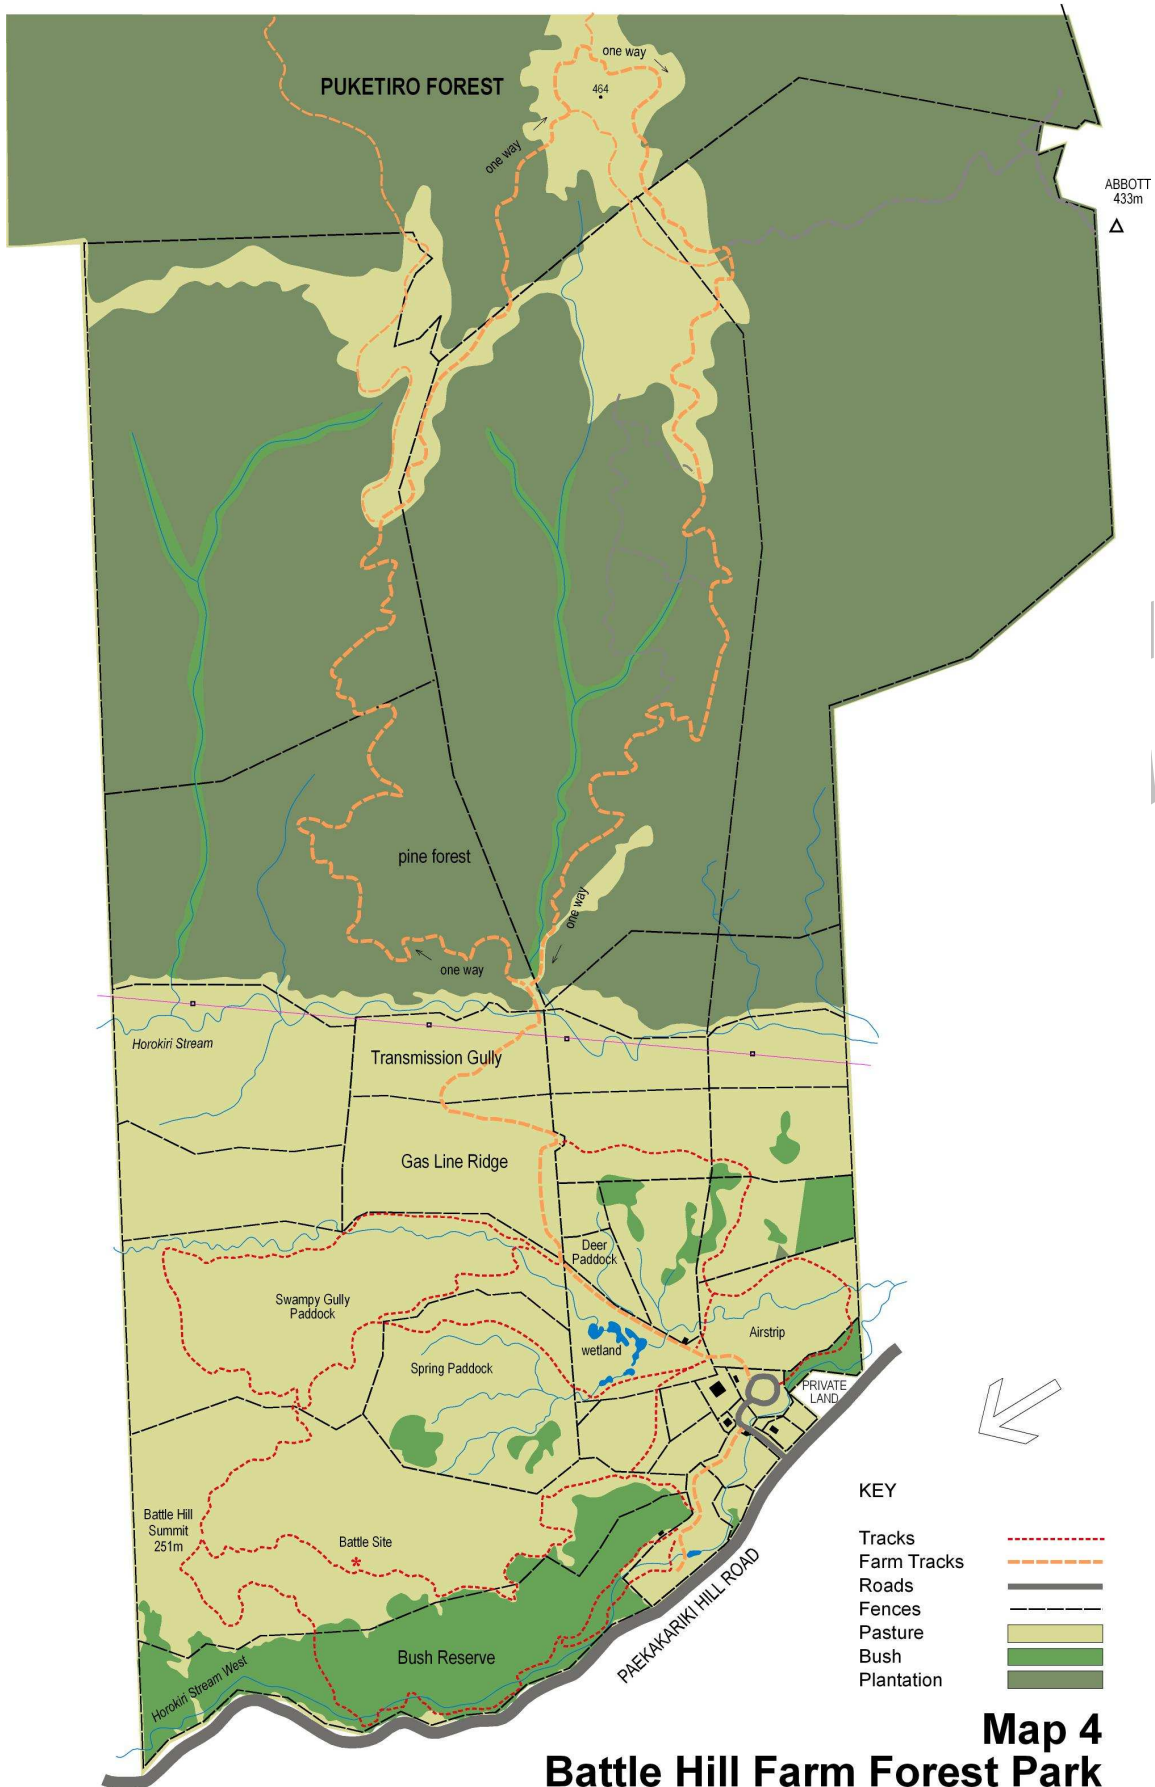 one way
PUKETIRO FOREST
464
one way
ABBOTT
433m
pine forest
one way
one way
Horokiri Stream
Transmission Gully
Gas Line Ridge
Deer
Paddock
Swampy Gully
Paddock
Airstrip
wetland
Spring Paddock
PRIVATE
LAND
Battle Hill
Summit
251m
Battle Site
PAEKAKARIKI HILL ROAD
Bush Reserve
Horokiri Stream West
KEY
Tracks
Farm Tracks
Roads
Fences
Pasture
Bush
Plantation
Map 4
Battle Hill Farm Forest Park